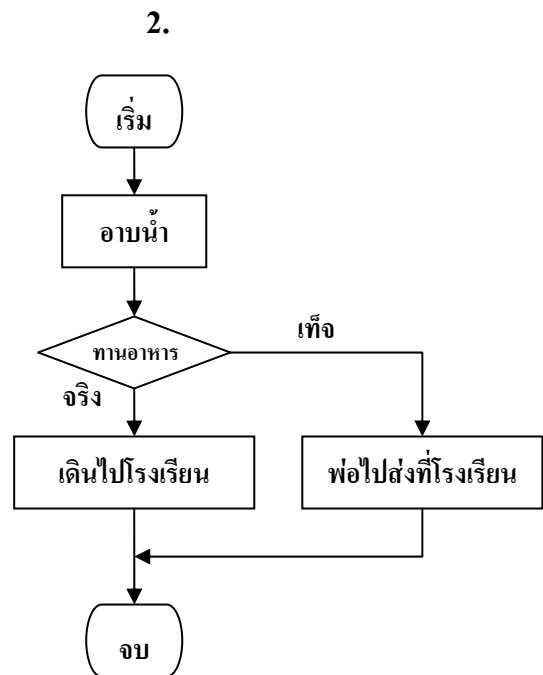 2.
เริ่ม
อาบน้ำ
ทานอาหาร
เท็จ
จริง
เดินไปโรงเรียน
พ่อไปส่งที่โรงเรียน
จบ